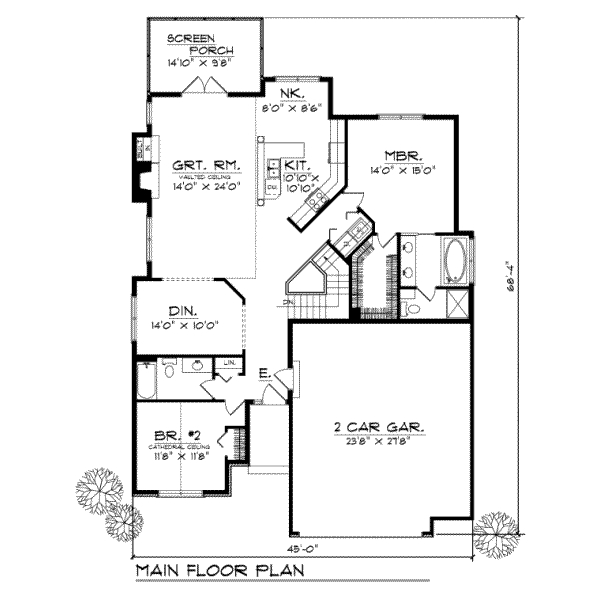 SCREEN
PORCH
14'10" X 9'8"
NK.
8'0" X 8'6"
BUILT
IN
GRT. RM.
VAULTED CEILING
14'0" X 24'0"
KIT.
10'10" X
10'10"
D.W.
MBR.
14'0" X 15'0"
68'-4"
DIN.
14'0" X 10'0"
DN.
LIN.
E.
BR. #2
CATHEDRAL CEILING
11'8" X 11'8"
2 CAR GAR.
23'8" X 27'8"
45'-0"
MAIN FLOOR PLAN